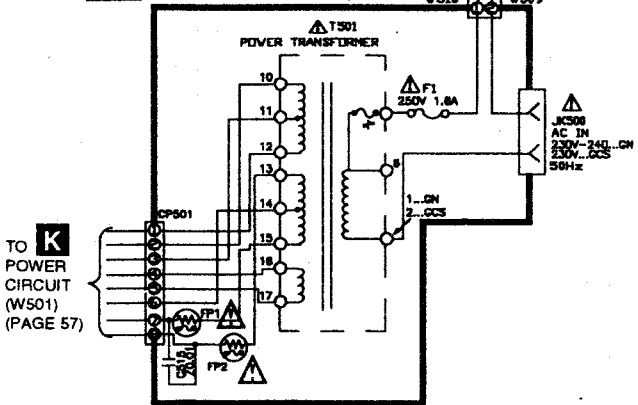 T501
POWER TRANSFORMER
F1
250V 1.6A
JK500
AC IN
230V-240...GN
230V...GCS
50Hz
10
11
12
13
14
15
16
17
1...GN
2...GCS
CP501
TO K
POWER
CIRCUIT
(W501)
(PAGE 57)
FP1
FP2